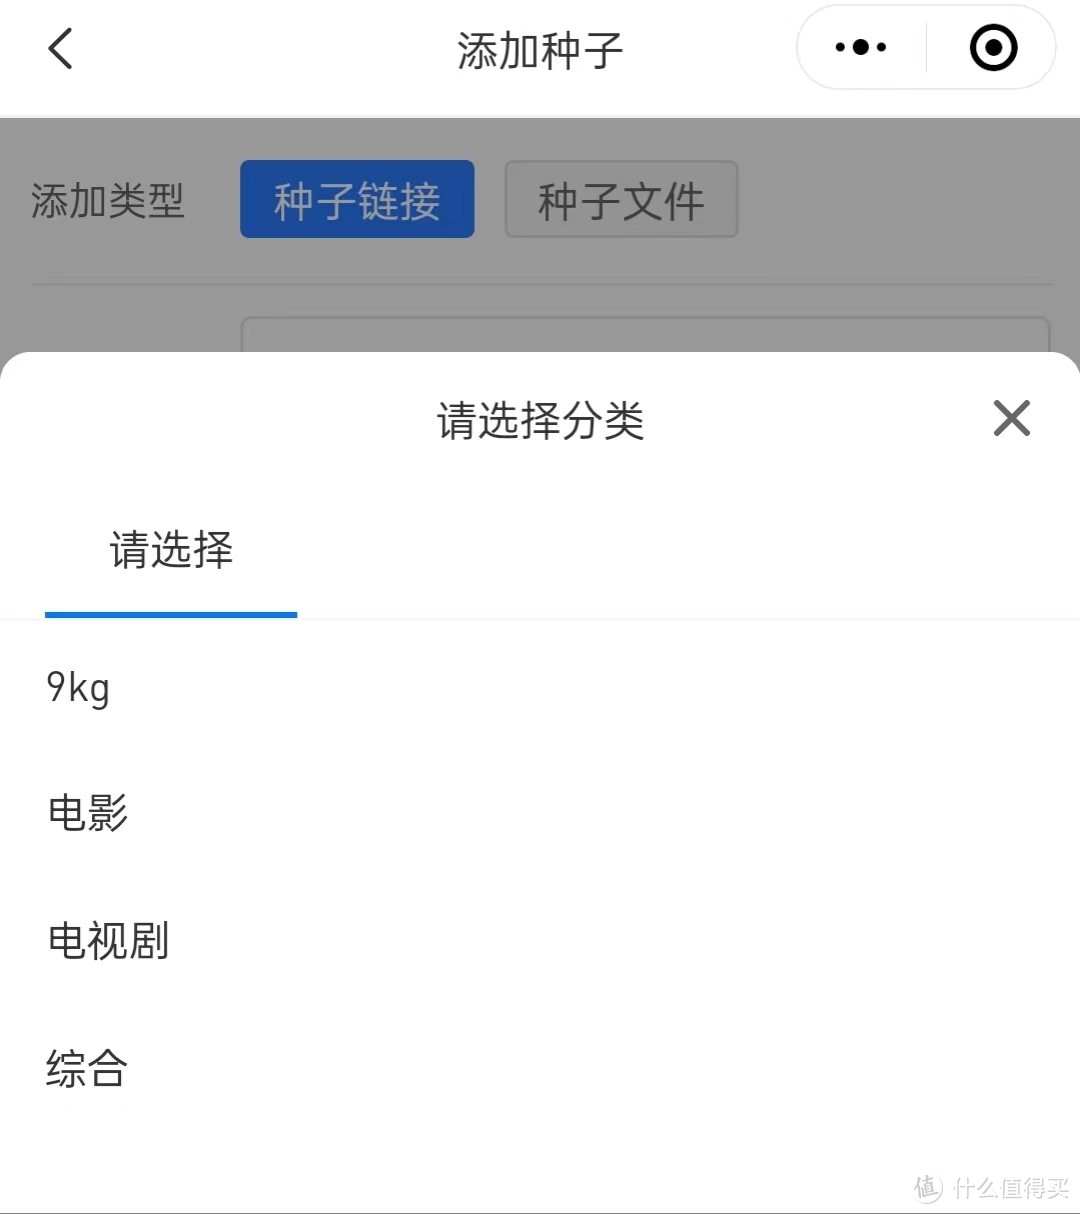 添加种子
添加类型 种子链接 种子文件
请选择分类
请选择
9kg
电影
电视剧
综合
值 什么值得买